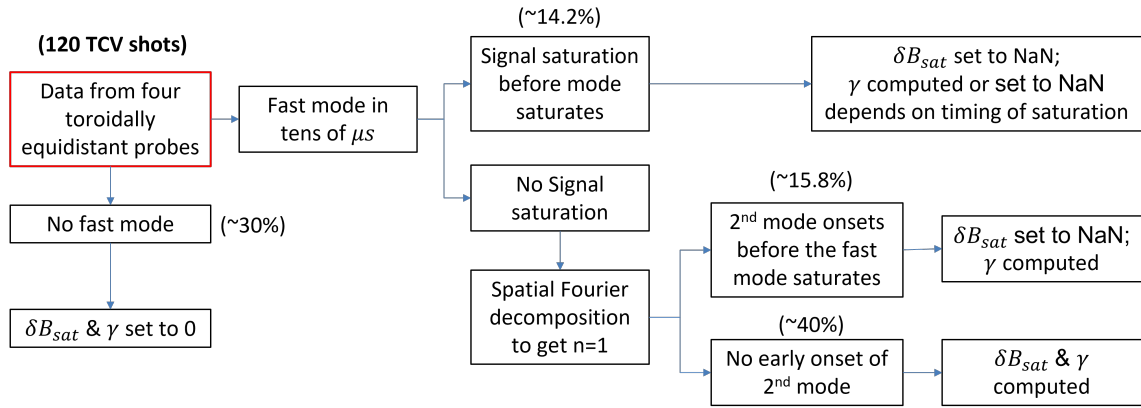 (120 TCV shots)
Data from four
toroidally
equidistant probes
No fast mode
(~30%)
δB_sat & γ set to 0
Fast mode in
tens of μs
(~14.2%)
Signal saturation
before mode
saturates
δB_sat set to NaN;
γ computed or set to NaN
depends on timing of saturation
No Signal
saturation
Spatial Fourier
decomposition
to get n=1
(~15.8%)
2nd mode onsets
before the fast
mode saturates
δB_sat set to NaN;
γ computed
(~40%)
No early onset of
2nd mode
δB_sat & γ
computed